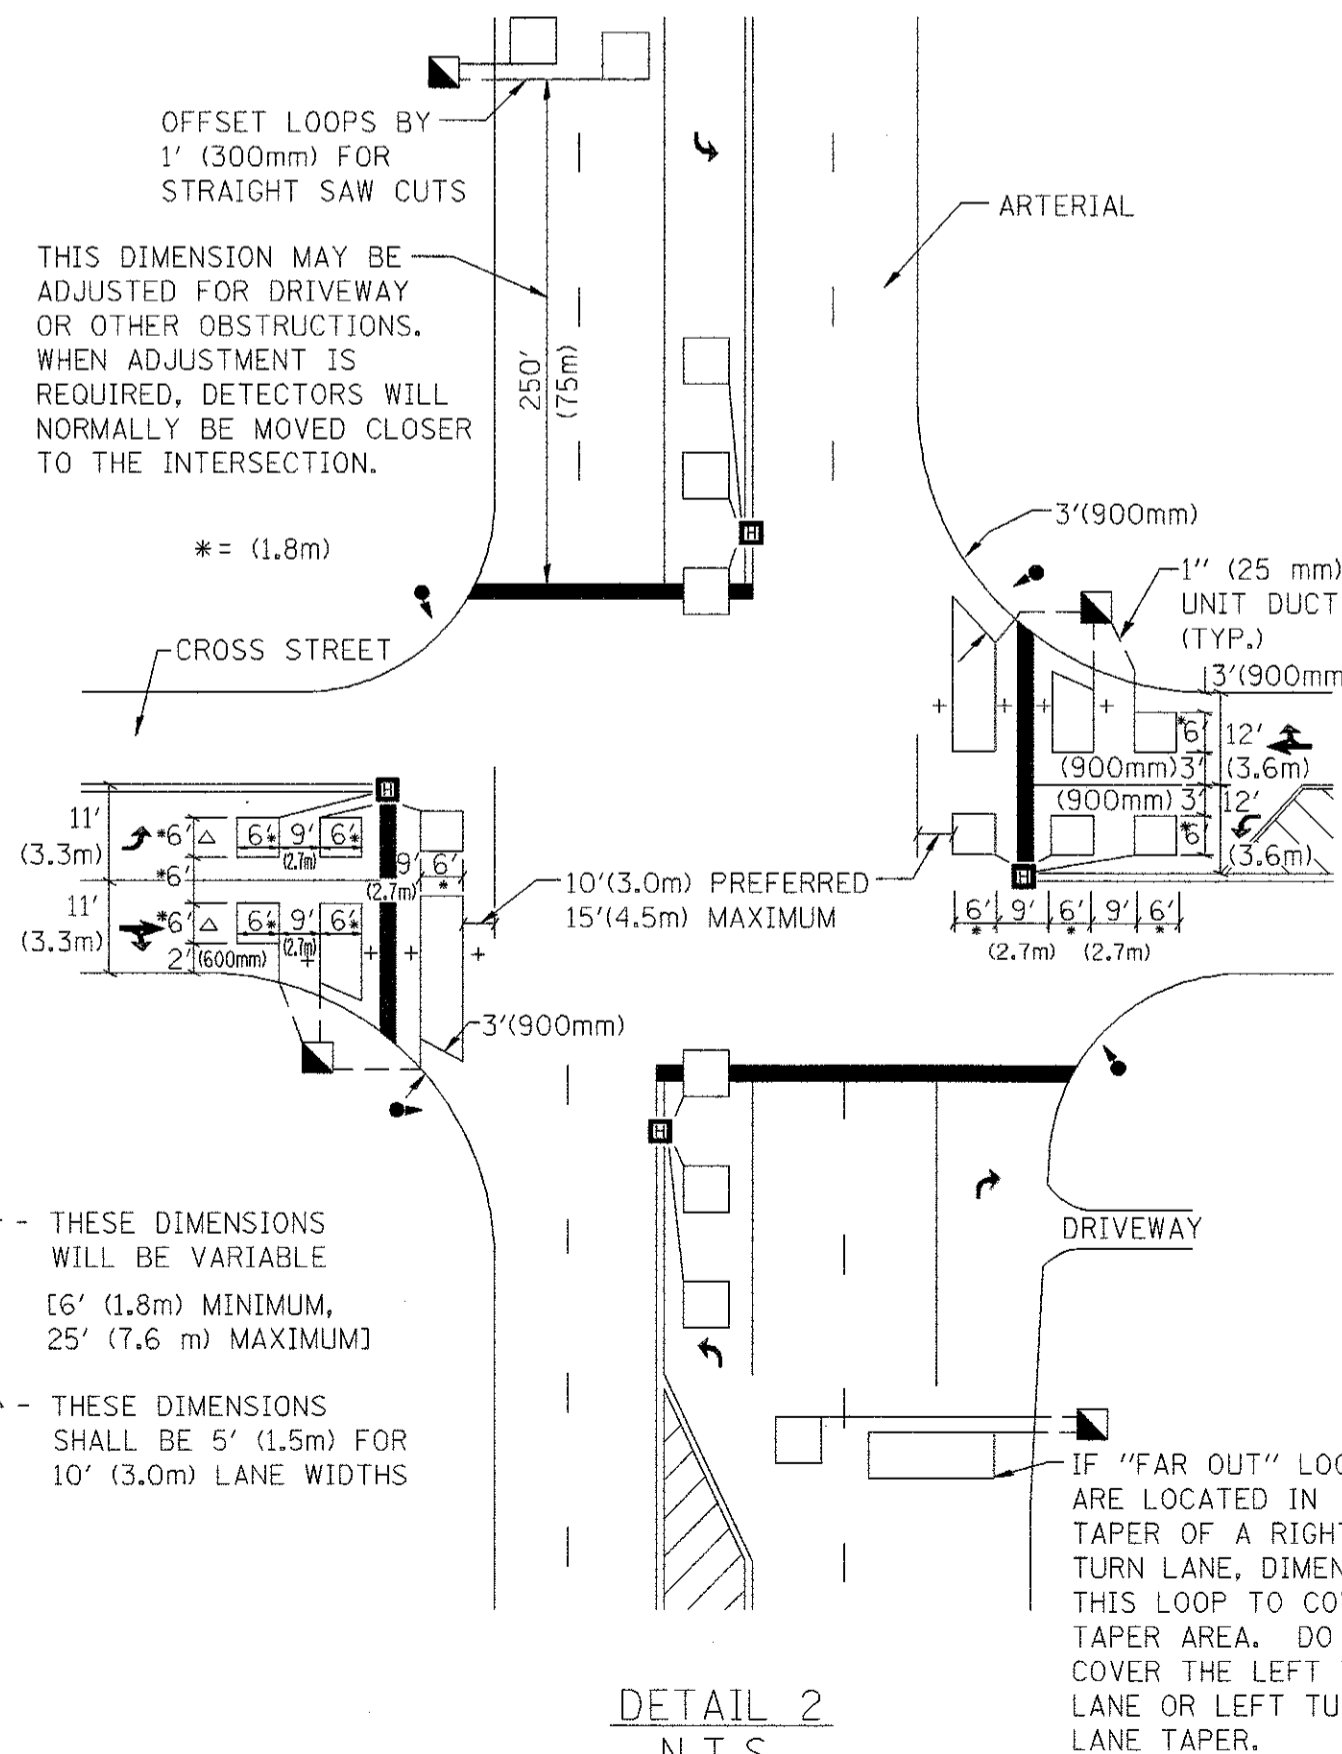 OFFSET LOOPS BY
1' (300mm) FOR
STRAIGHT SAW CUTS
ARTERIAL
THIS DIMENSION MAY BE
ADJUSTED FOR DRIVEWAY
OR OTHER OBSTRUCTIONS.
WHEN ADJUSTMENT IS
REQUIRED, DETECTORS WILL
NORMALLY BE MOVED CLOSER
TO THE INTERSECTION.
250'
(75m)
* = (1.8m)
3'(900mm)
H
1" (25 mm)
UNIT DUCT
(TYP.)
CROSS STREET
3'(900mm
*6'
12'
(3.6m)
(900mm)3'
(900mm)3'
12'
*6'
(3.6m)
H
6' 9' 6' 9' 6'
* (2.7m) * (2.7m) *
H
11'
(3.3m)
*6' △ 6'* 9' 6'*
(2.7m)
*6'
9' 6'
(2.7m) *
11'
(3.3m)
*6' △ 6'* 9' 6'*
(2.7m)
2' (600mm)
10'(3.0m) PREFERRED
15'(4.5m) MAXIMUM
3'(900mm)
H
DRIVEWAY
- THESE DIMENSIONS
WILL BE VARIABLE
[6' (1.8m) MINIMUM,
25' (7.6 m) MAXIMUM]
- THESE DIMENSIONS
SHALL BE 5' (1.5m) FOR
10' (3.0m) LANE WIDTHS
IF "FAR OUT"
ARE LOCATED IN
TAPER OF A RIGHT
TURN LANE,
THIS LOOP TO
TAPER AREA. DO
COVER THE LEFT
LANE OR LEFT
LANE TAPER.
DETAIL 2
N.T.S.